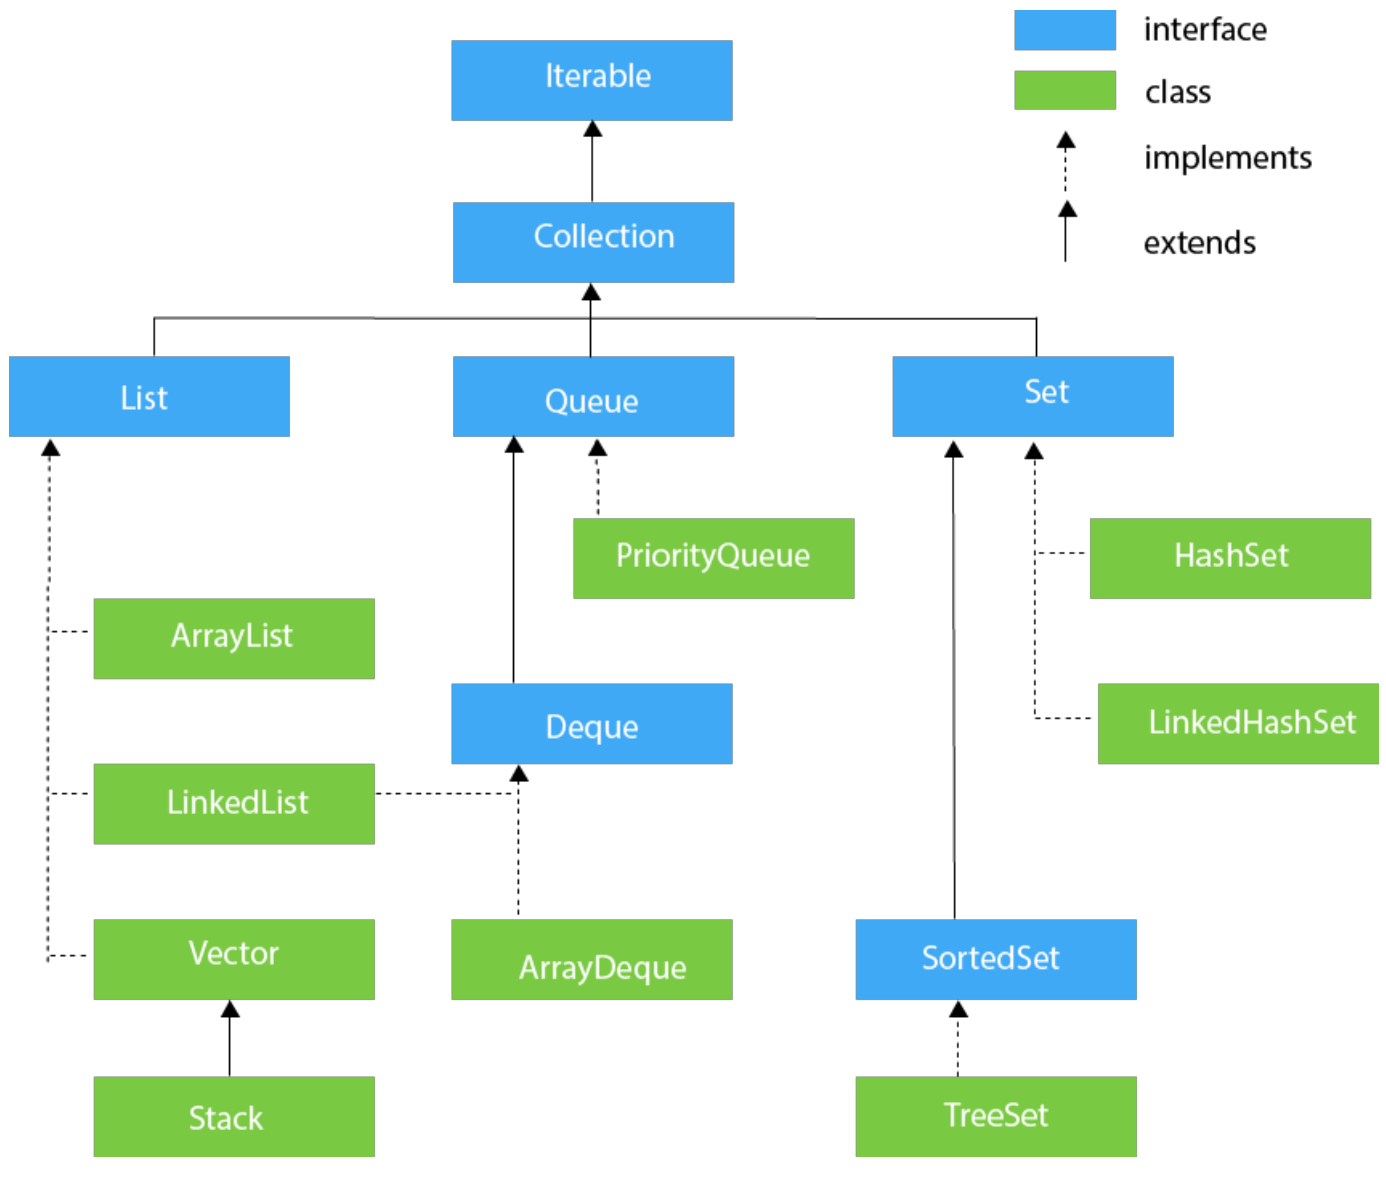 interface
Iterable
class
implements
Collection
extends
List
Queue
Set
PriorityQueue
HashSet
ArrayList
Deque
LinkedHashSet
LinkedList
Vector
ArrayDeque
SortedSet
Stack
TreeSet